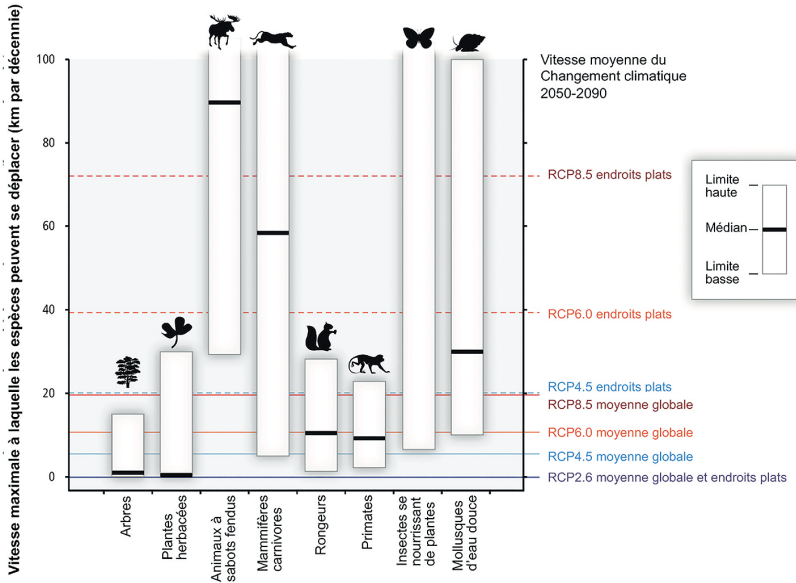 Vitesse maximale à laquelle les espèces peuvent se déplacer (km par décennie)
100
80
60
40
20
0
Vitesse moyenne du
Changement climatique
2050-2090
RCP8.5 endroits plats
RCP6.0 endroits plats
RCP4.5 endroits plats
RCP8.5 moyenne globale
RCP6.0 moyenne globale
RCP4.5 moyenne globale
RCP2.6 moyenne globale et endroits plats
Limite
haute
Médian
Limite
basse
Arbres
Plantes
herbacées
Animaux à
sabots fendus
Mammifères
carnivores
Rongeurs
Primates
Insectes se
nourrissant
de plantes
Mollusques
d'eau douce